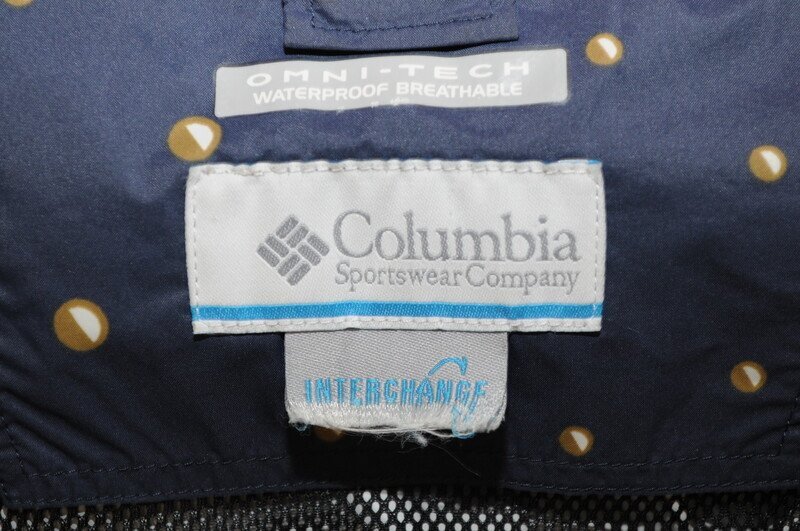 OMNI-TECH
WATERPROOF BREATHABLE
Columbia
Sportswear Company
INTERCHANGE